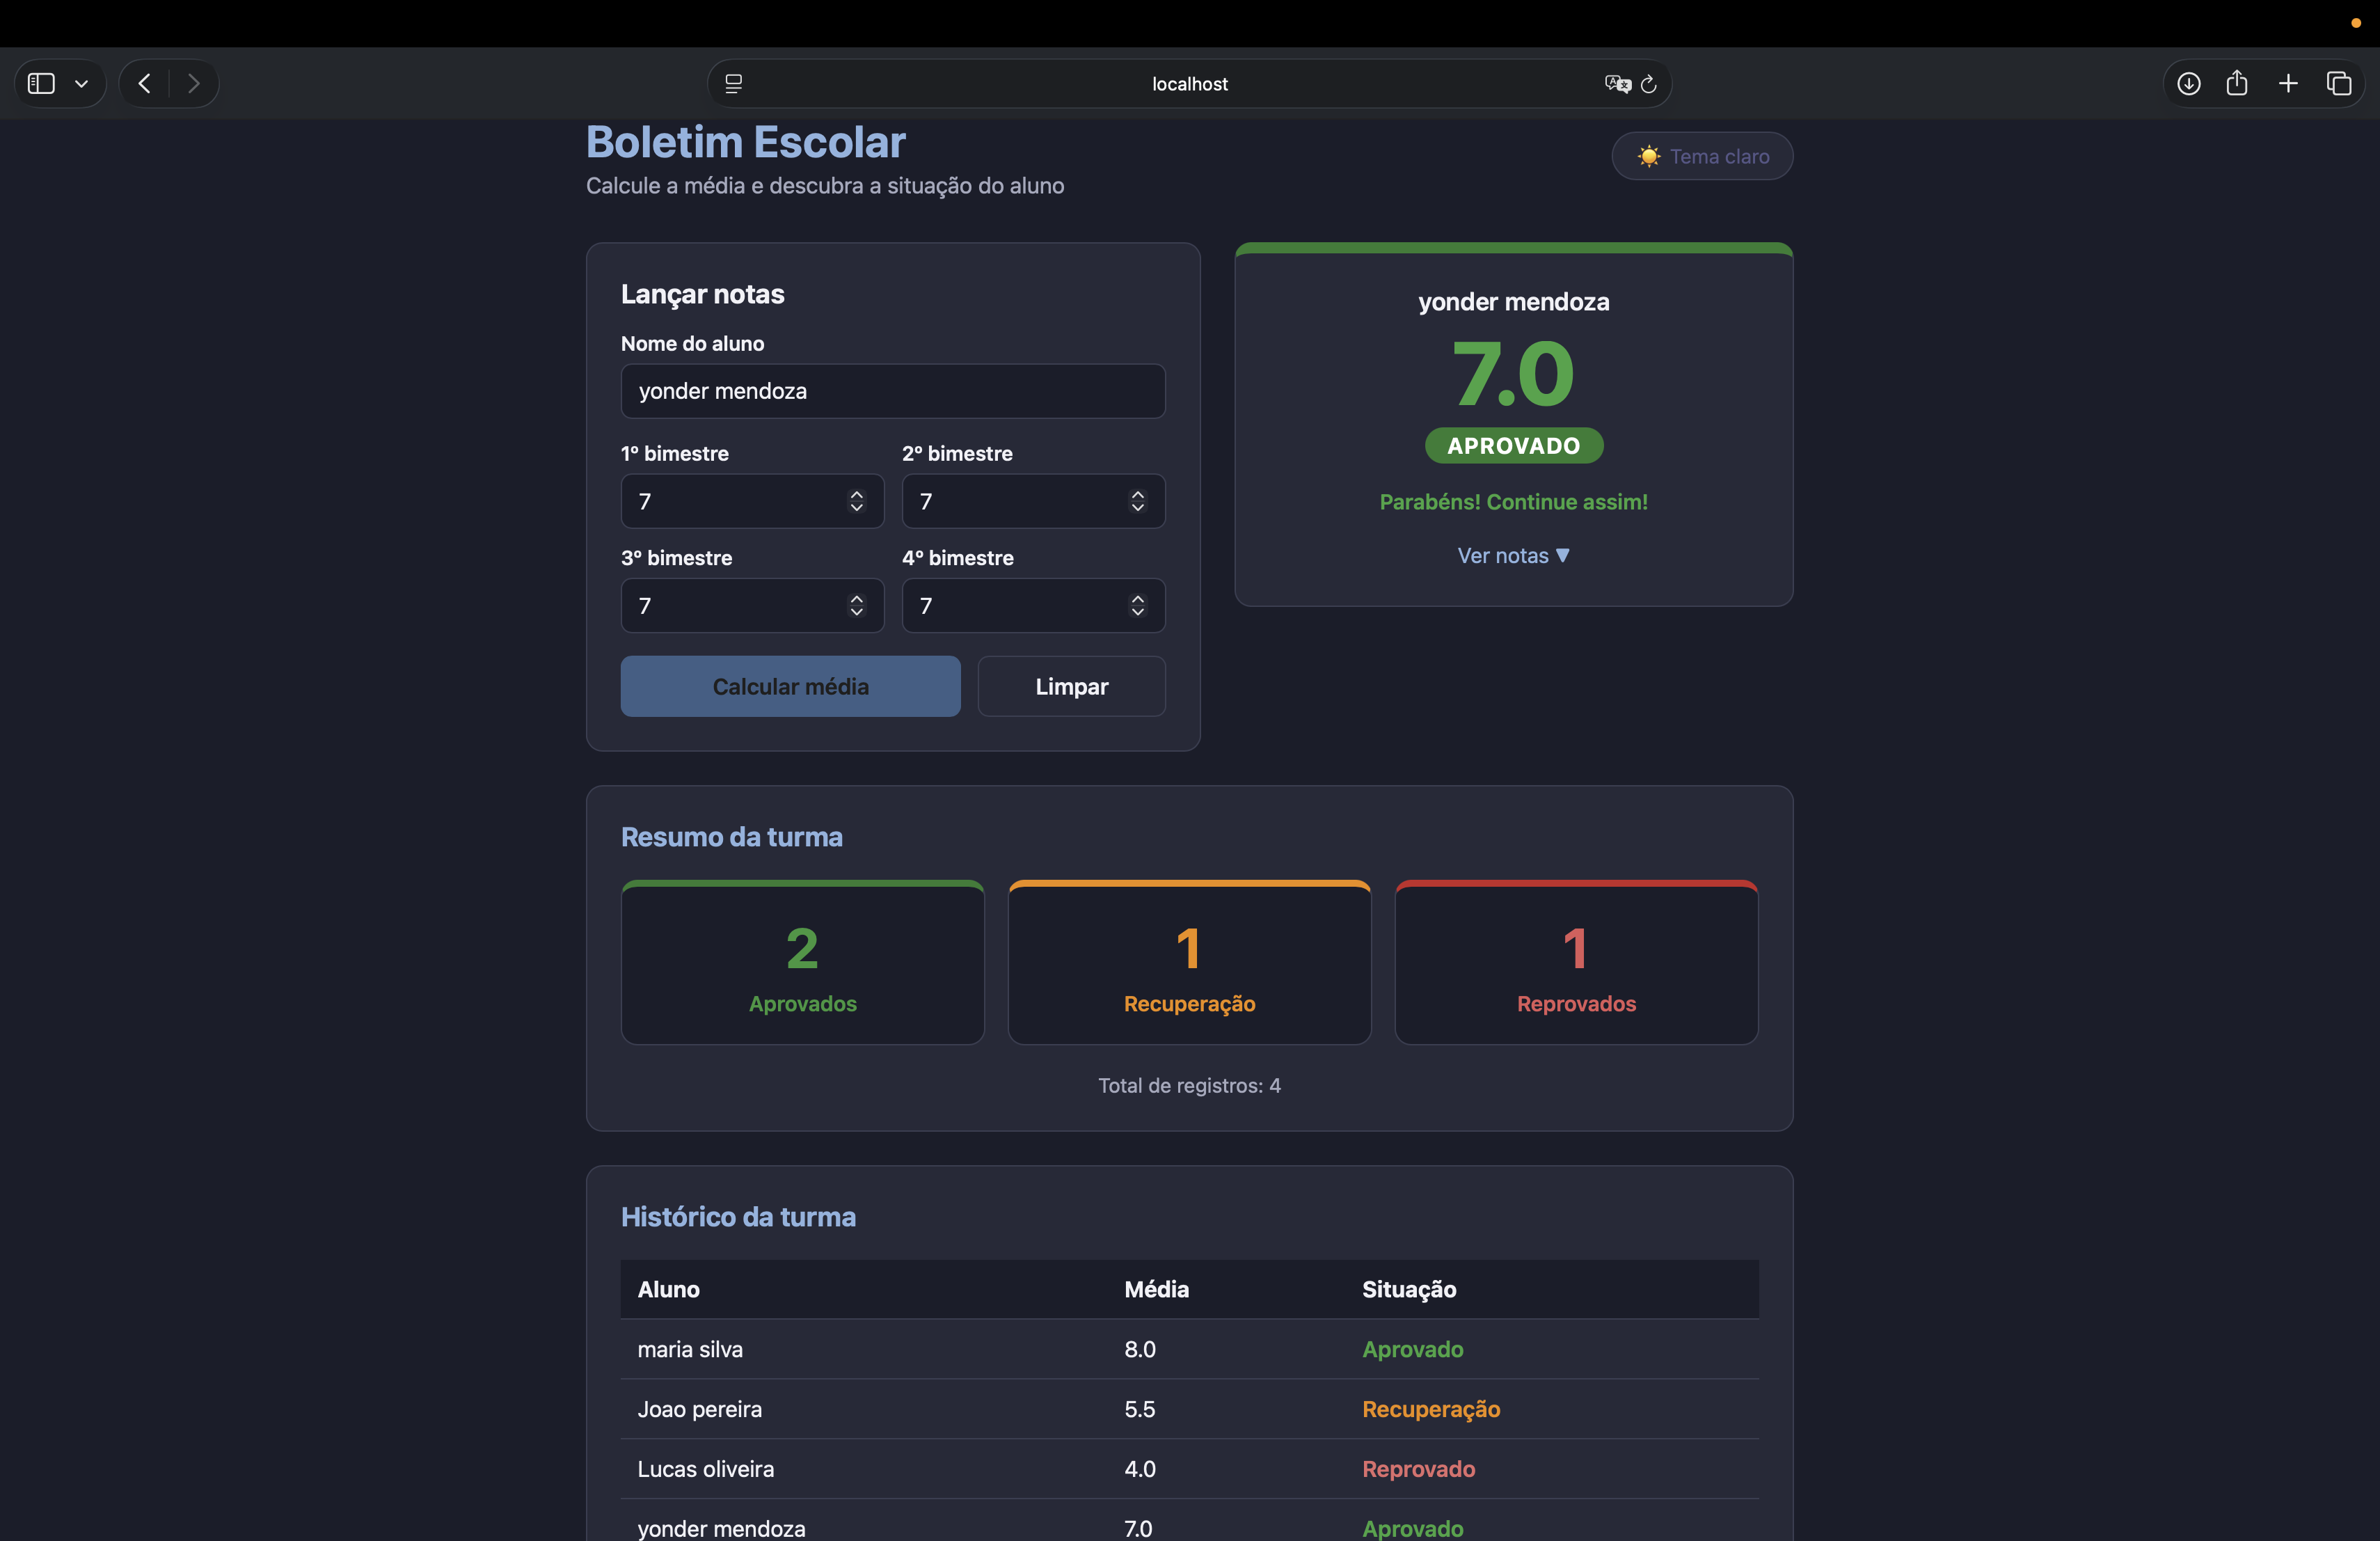 localhost
Boletim Escolar
Calcule a média e descubra a situação do aluno
Tema claro
Lançar notas
Nome do aluno
yonder mendoza
1º bimestre
2º bimestre
7
7
3º bimestre
4º bimestre
7
7
Calcular média
Limpar
yonder mendoza
7.0
APROVADO
Parabéns! Continue assim!
Ver notas ▼
Resumo da turma
2
Aprovados
1
Recuperação
1
Reprovados
Total de registros: 4
Histórico da turma
Aluno Média Situação
maria silva 8.0 Aprovado
Joao pereira 5.5 Recuperação
Lucas oliveira 4.0 Reprovado
yonder mendoza 7.0 Aprovado